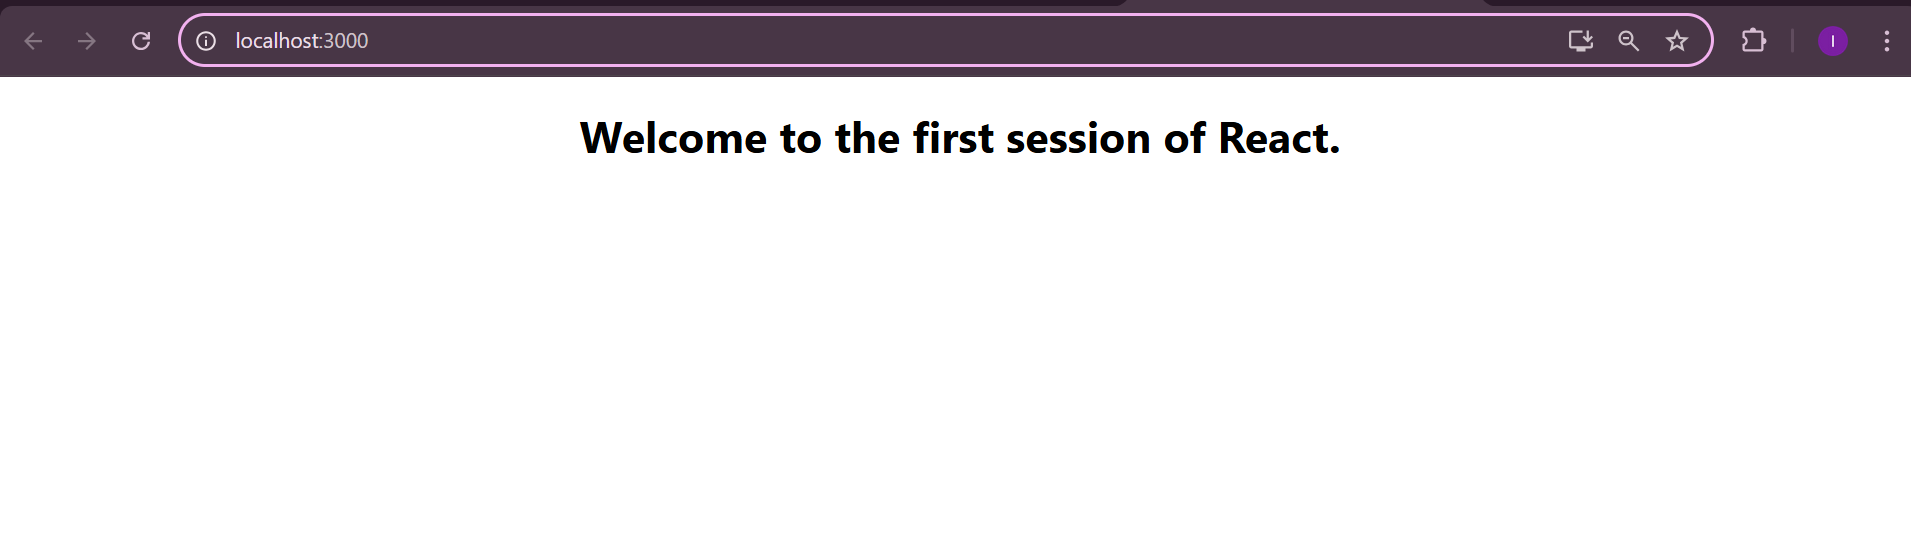 localhost:3000
I
Welcome to the first session of React.